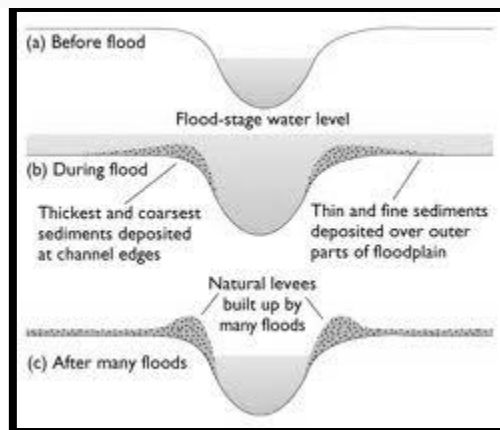 (a) Before flood
Flood-stage water level
(b) During flood
Thickest and coarsest
sediments deposited
at channel edges
Thin and fine sediments
deposited over outer
parts of floodplain
Natural levees
built up by
many floods
(c) After many floods